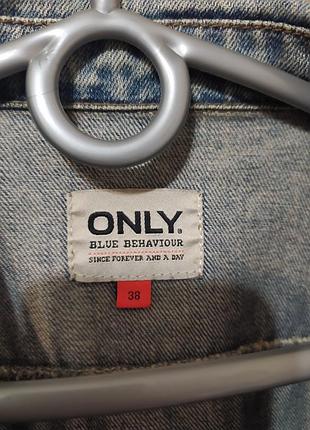 ONLY.
BLUE BEHAVIOUR
SINCE FOREVER AND A DAY
38